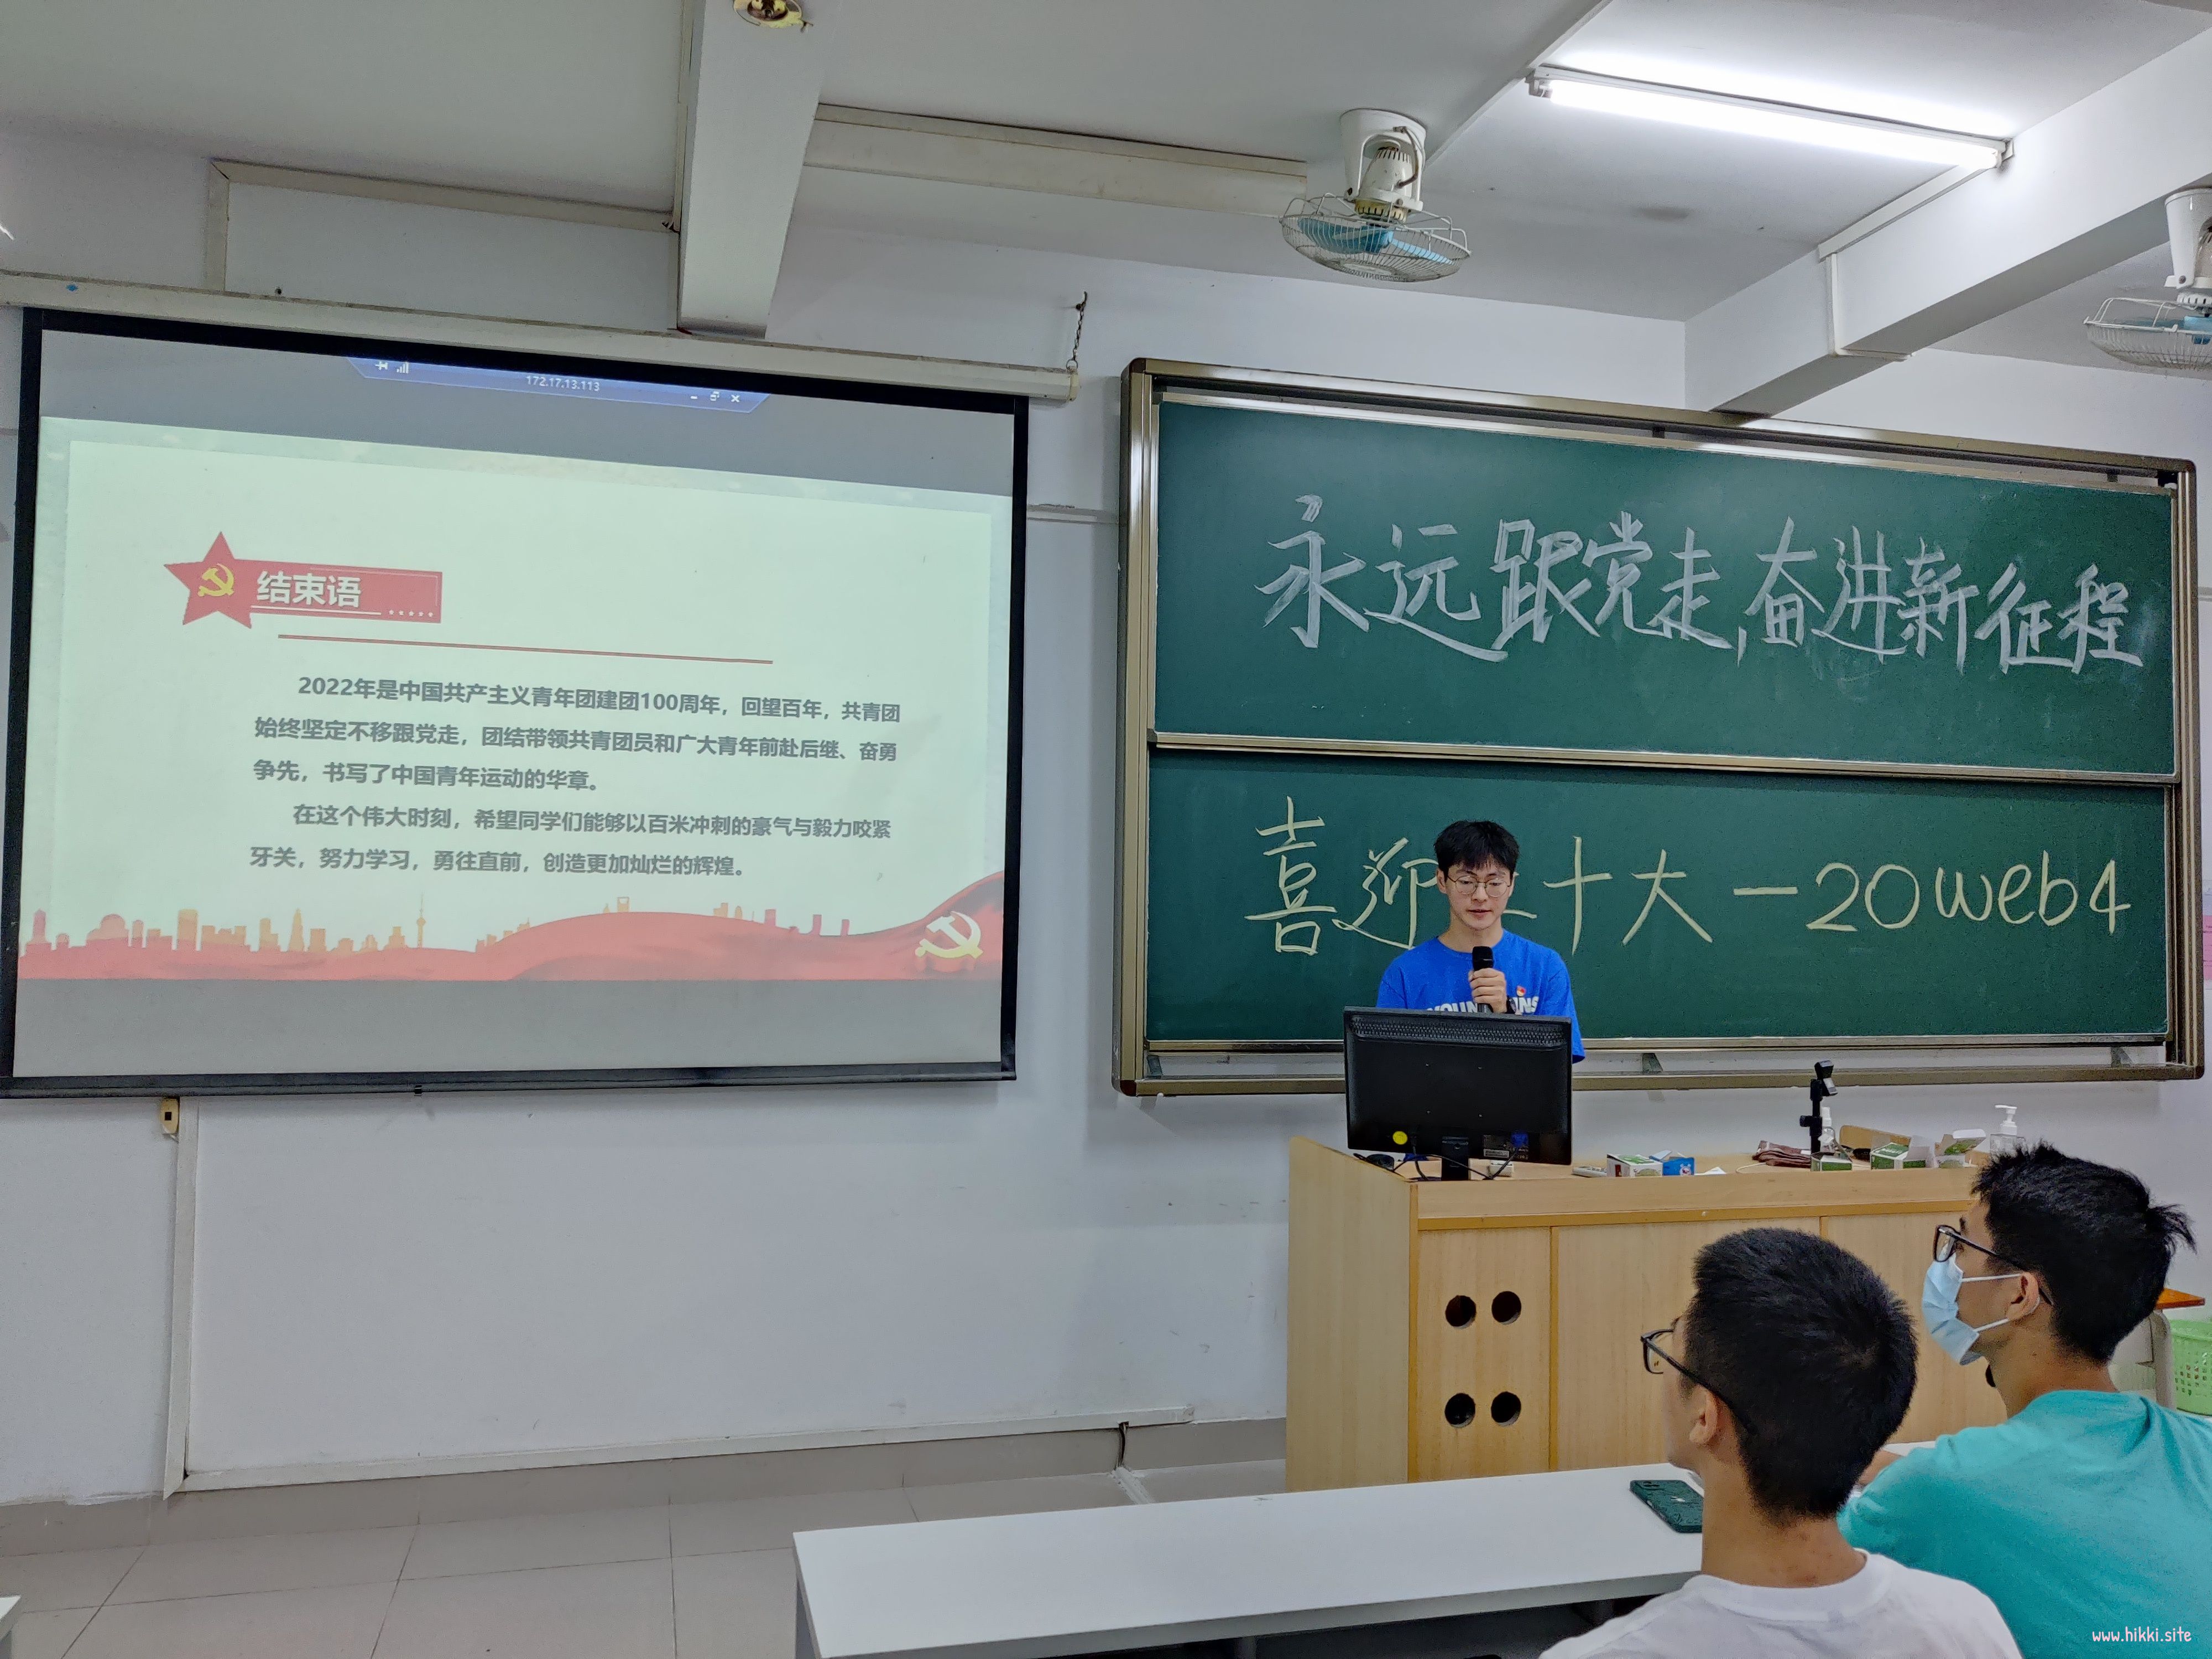 172.17.13.113
结束语
2022年是中国共产主义青年团建团100周年，回望百年，共青团
始终坚定不移跟党走，团结带领共青团员和广大青年前赴后继、奋勇
争先，书写了中国青年运动的华章。
在这个伟大时刻，希望同学们能够以百米冲刺的豪气与毅力咬紧
牙关，努力学习，勇往直前，创造更加灿烂的辉煌。
永远跟党走,奋进新征程
喜迎 十大—20web4
www.hikki.site